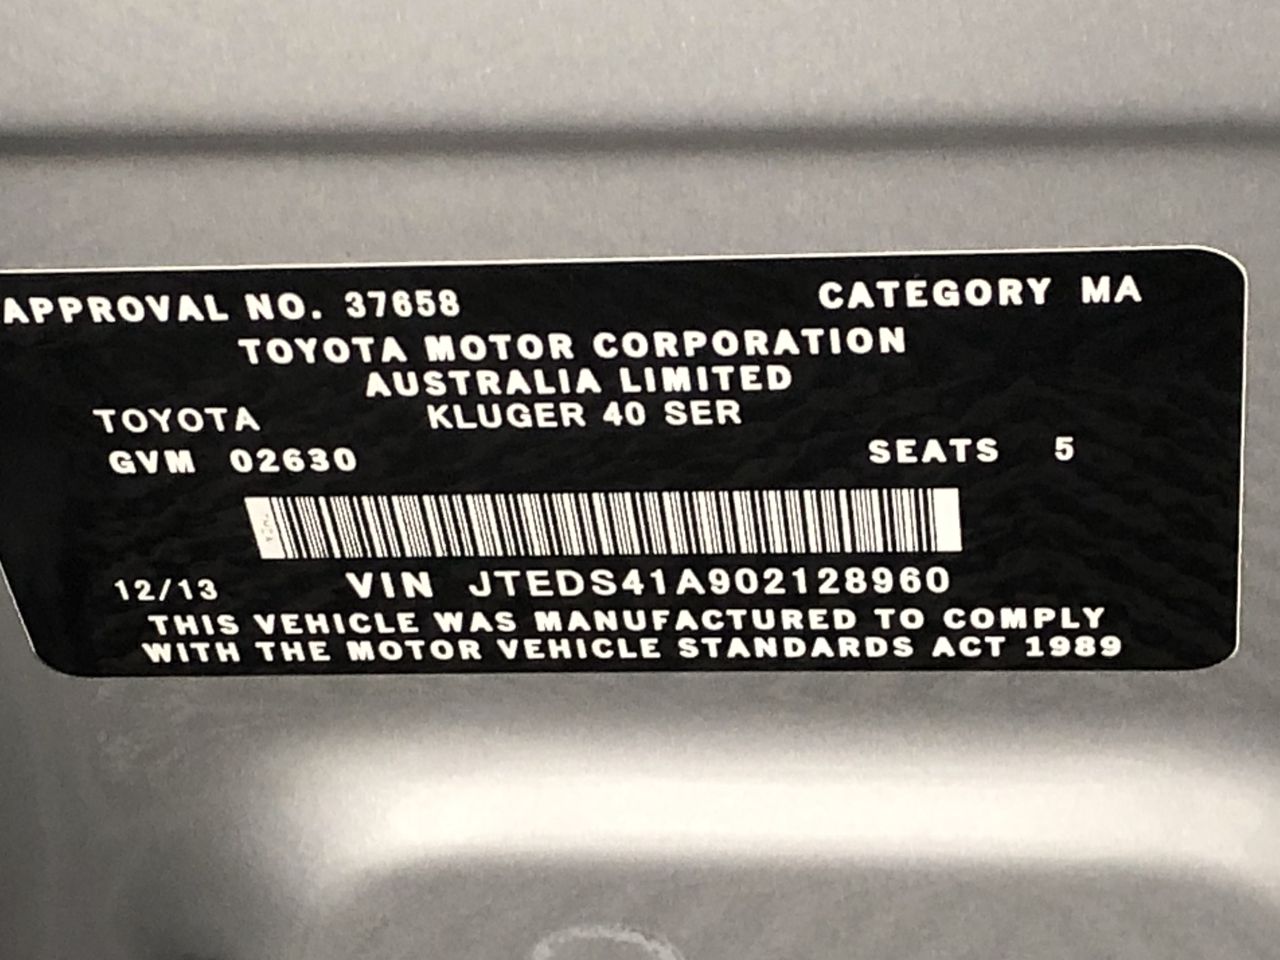 APPROVAL NO. 37658 CATEGORY MA
TOYOTA MOTOR CORPORATION
AUSTRALIA LIMITED
TOYOTA KLUGER 40 SER
GVM 02630 SEATS 5
12/13 VIN JTEDS41A902128960
THIS VEHICLE WAS MANUFACTURED TO COMPLY
WITH THE MOTOR VEHICLE STANDARDS ACT 1989